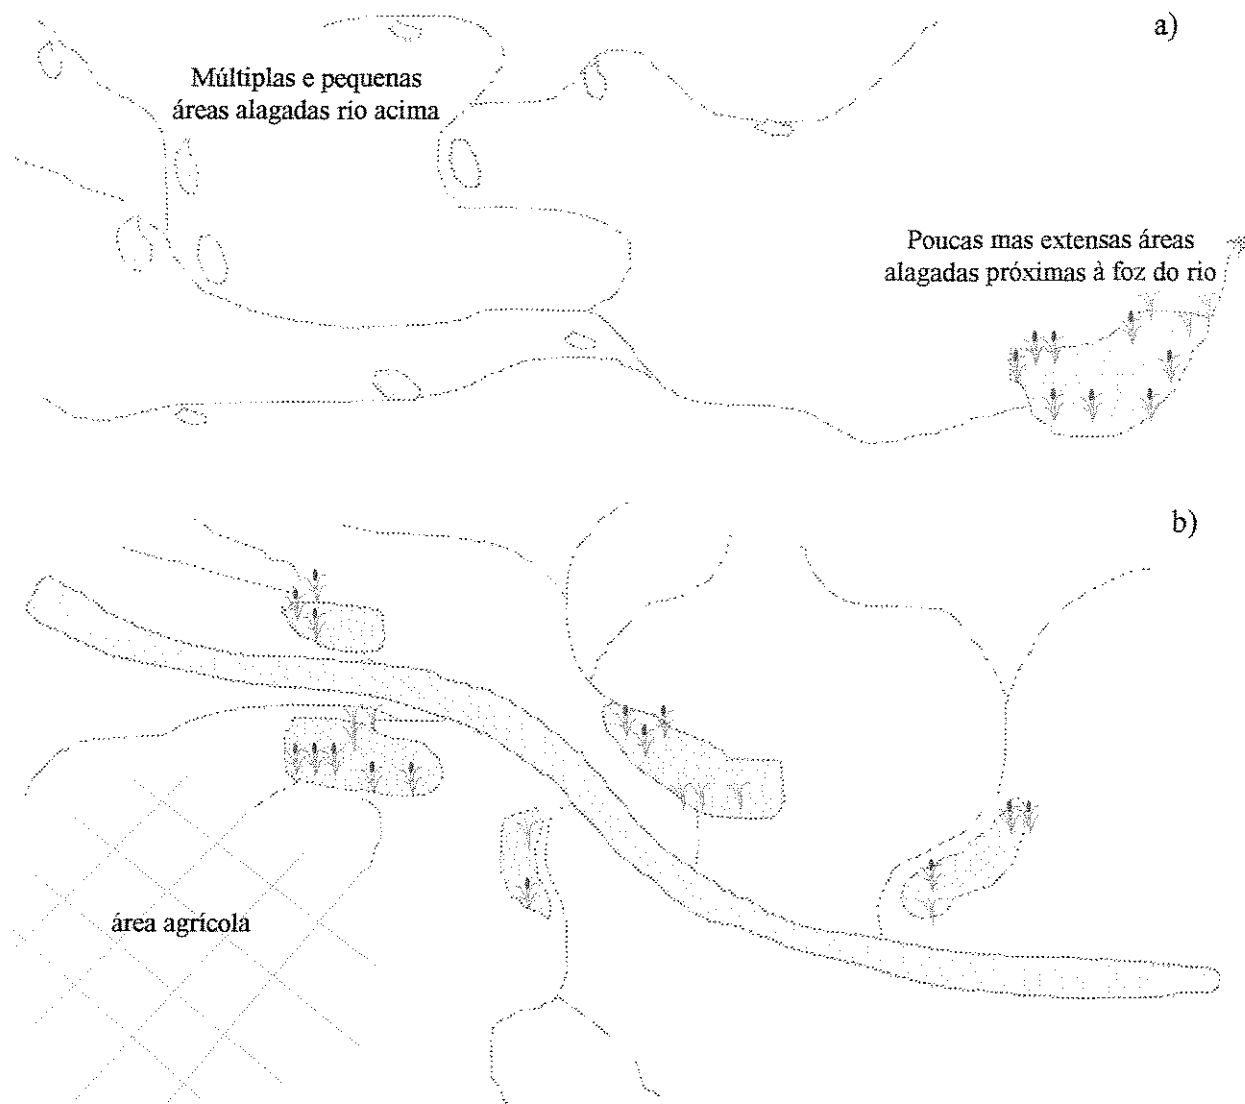 a)
Múltiplas e pequenas
áreas alagadas rio acima
Poucas mas extensas áreas
alagadas próximas à foz do rio
b)
área agrícola